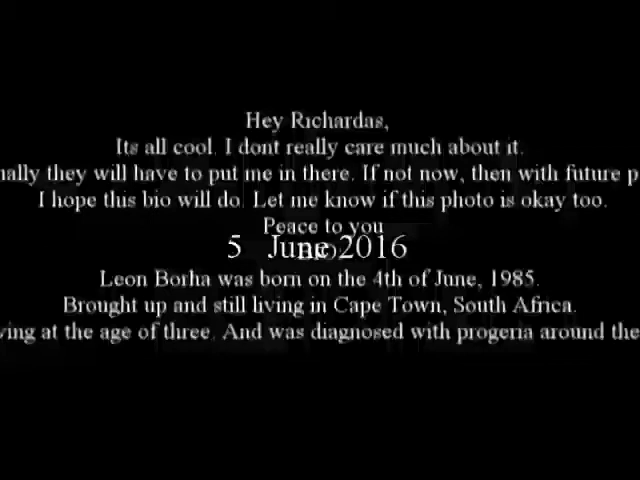 Hey Richardas,
Its all cool. I dont really care much about it.
nally they will have to put me in there. If not now, then with future p
I hope this bio will do. Let me know if this photo is okay too.
Peace to you
5 June 2016
Leon Borha was born on the 4th of June, 1985.
Brought up and still living in Cape Town, South Africa.
ving at the age of three. And was diagnosed with progeria around the